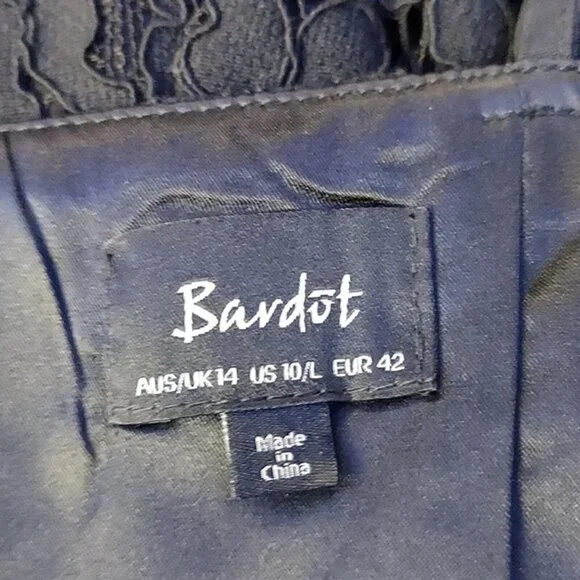 Bardōt
AUS/UK 14 US 10/L EUR 42
Made
in
China